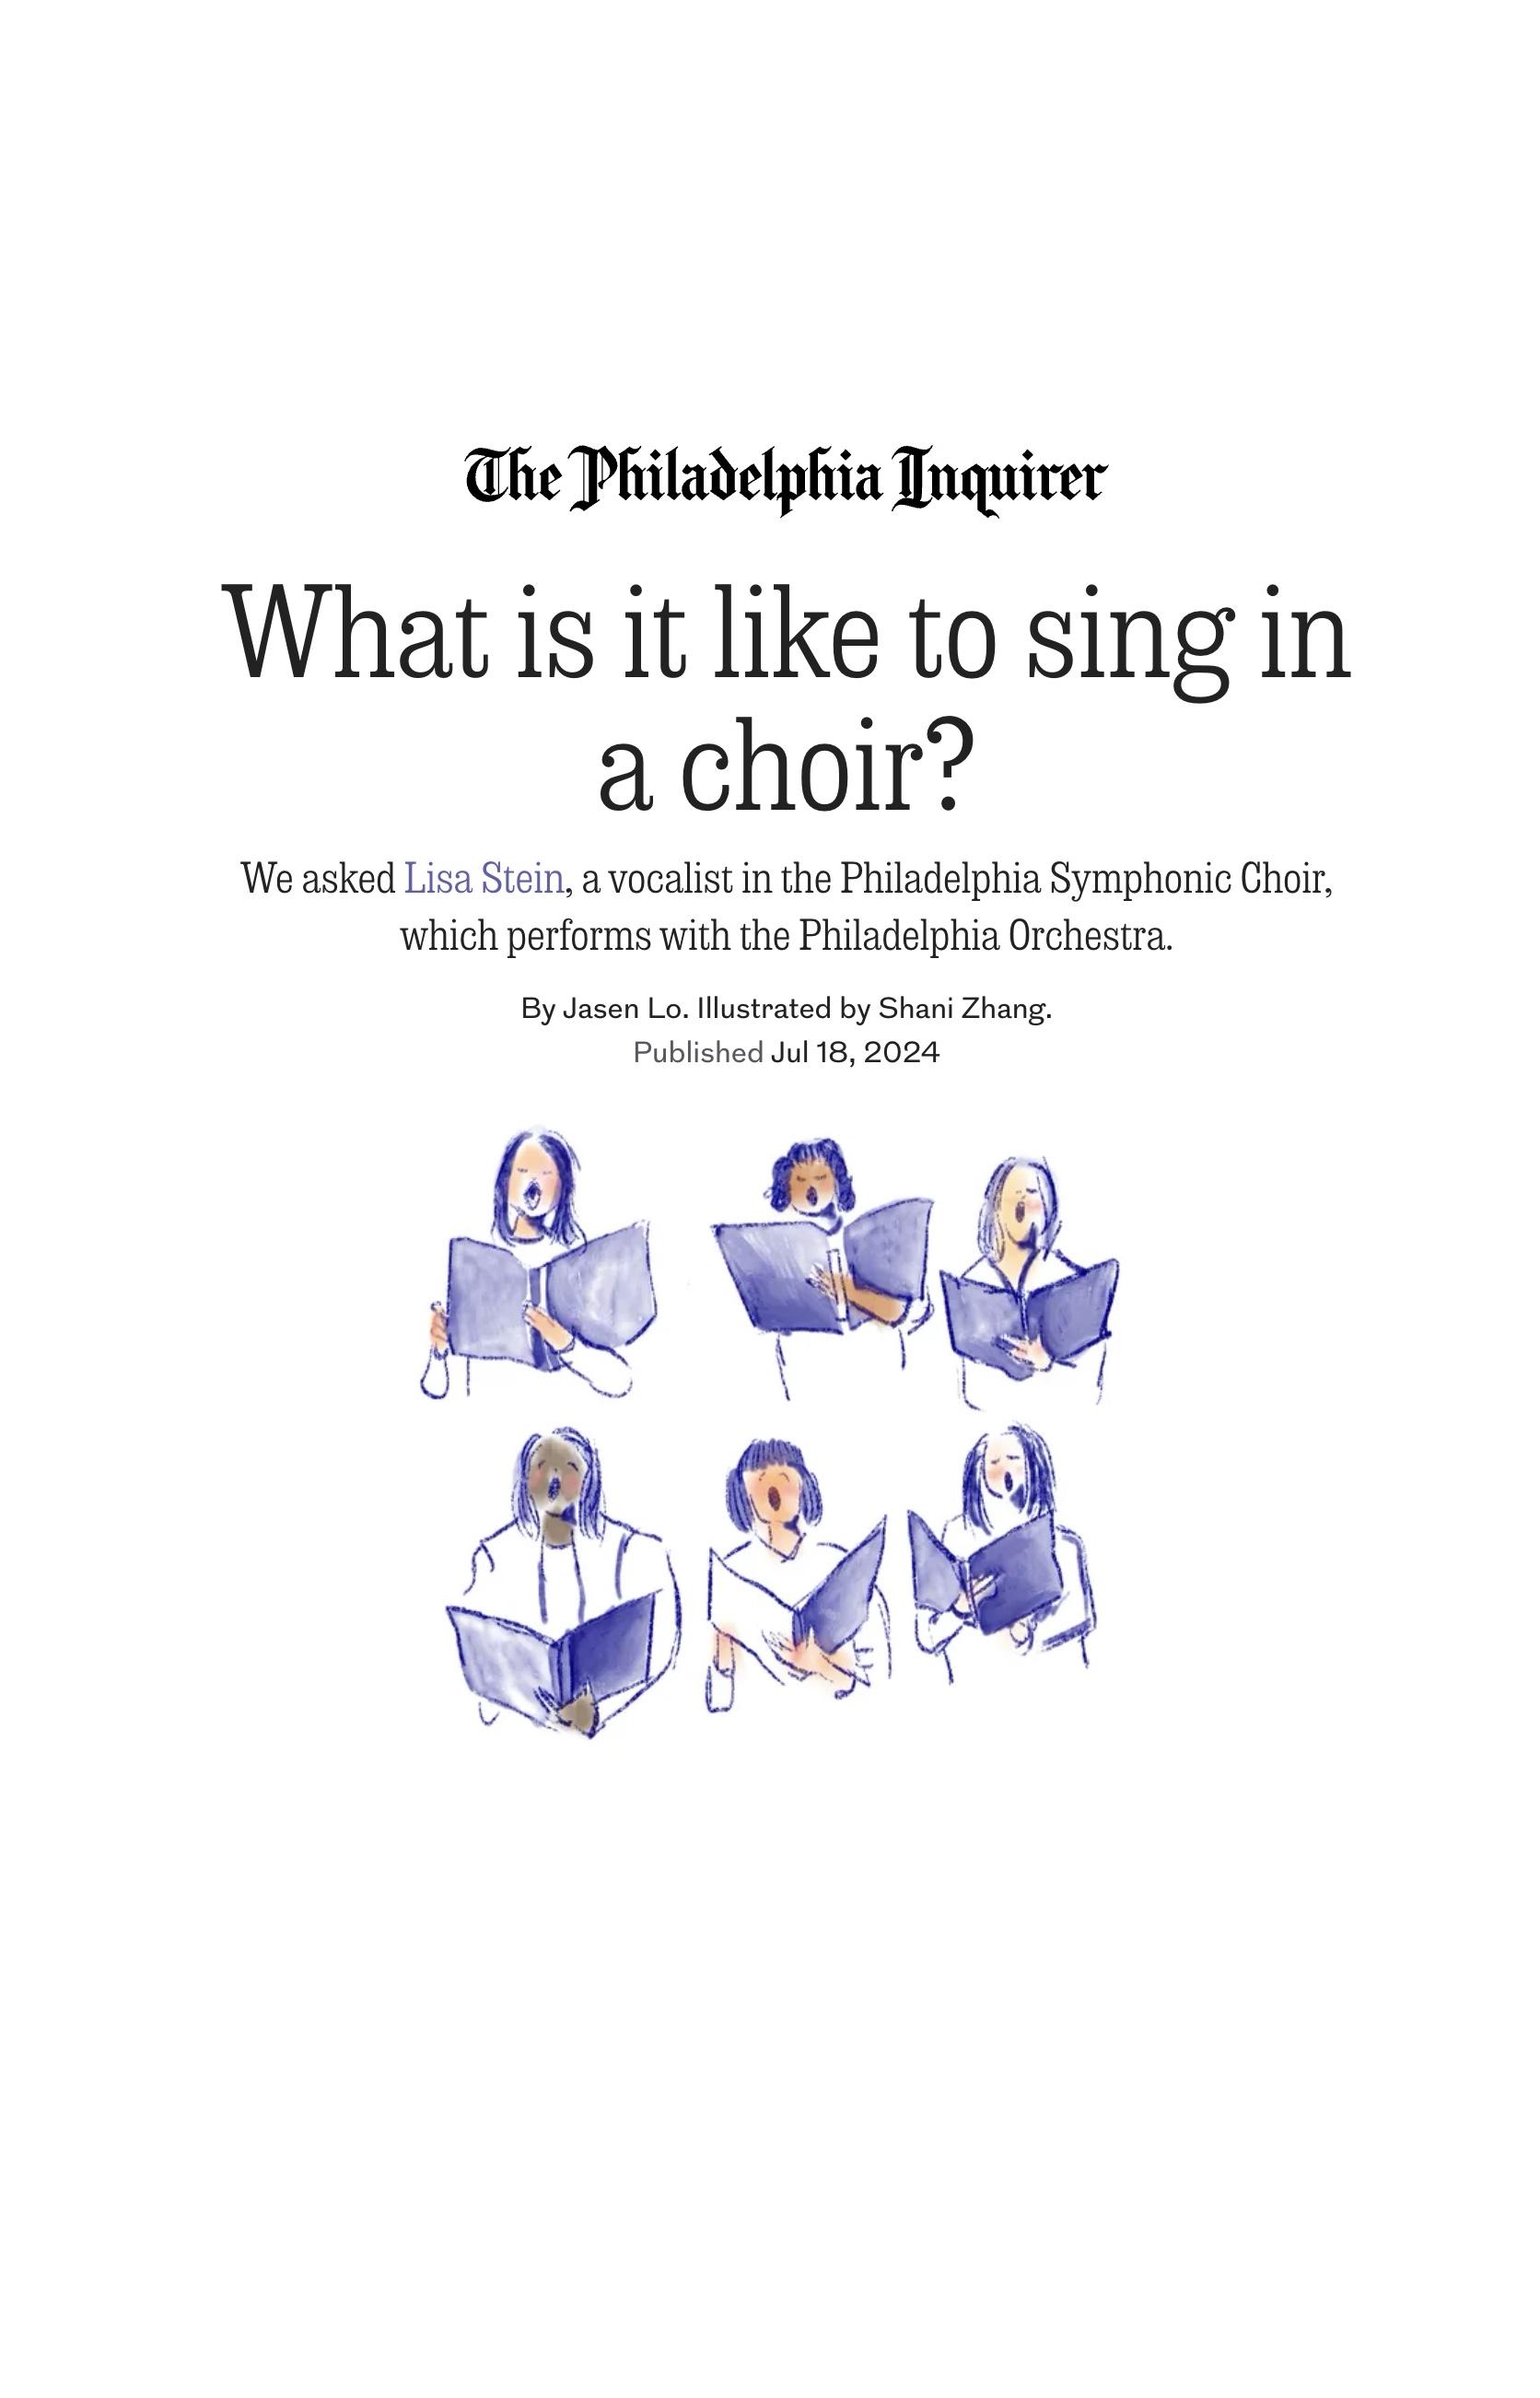 The Philadelphia Inquirer
What is it like to sing in
a choir?
We asked Lisa Stein, a vocalist in the Philadelphia Symphonic Choir,
which performs with the Philadelphia Orchestra.
By Jasen Lo. Illustrated by Shani Zhang.
Published Jul 18, 2024